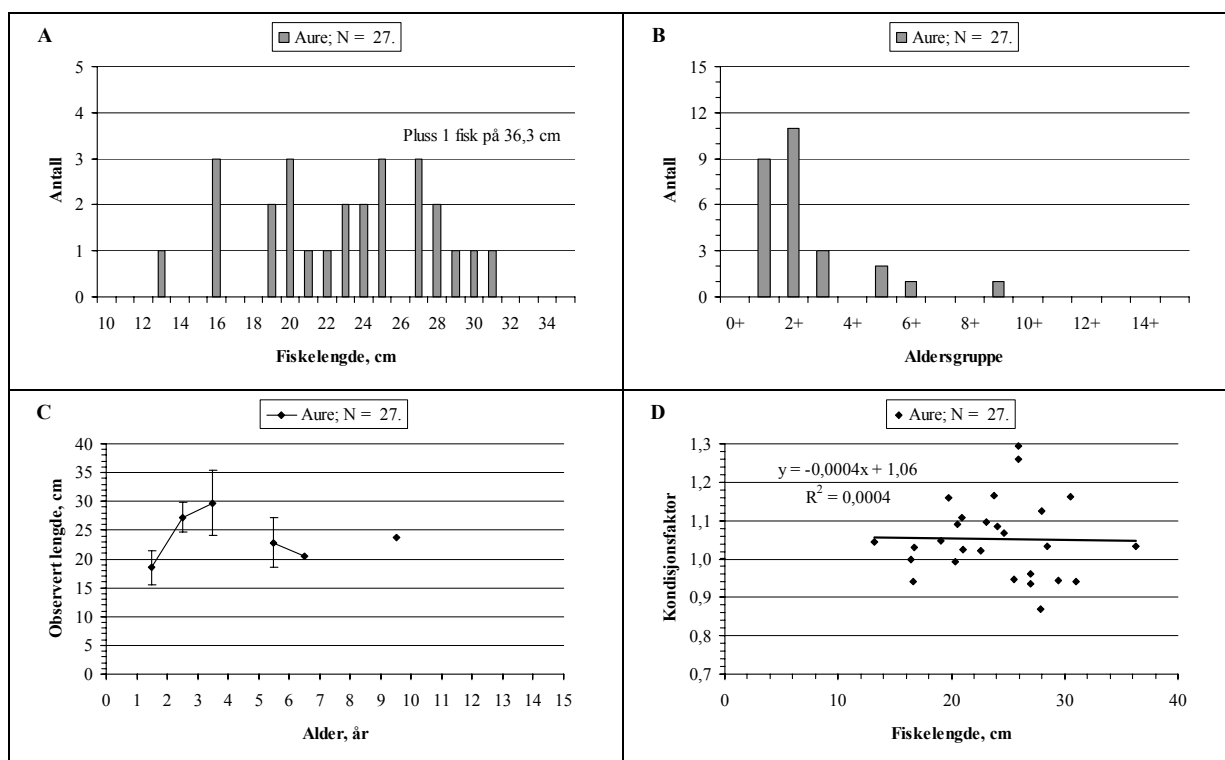 A
Aure; N = 27.
5
4
3
2
1
0
Antall
Pluss 1 fisk på 36,3 cm
10 12 14 16 18 20 22 24 26 28 30 32 34
Fiskelengde, cm
B
Aure; N = 27.
15
12
9
6
3
0
Antall
0+ 2+ 4+ 6+ 8+ 10+ 12+ 14+
Aldersgruppe
C
Aure; N = 27.
40
35
30
25
20
15
10
5
0
Observert lengde, cm
0 1 2 3 4 5 6 7 8 9 10 11 12 13 14 15
Alder, år
D
Aure; N = 27.
1,3
1,2
1,1
1,0
0,9
0,8
0,7
Kondisjonsfaktor
y = -0,0004x + 1,06
R² = 0,0004
0 10 20 30 40
Fiskelengde, cm